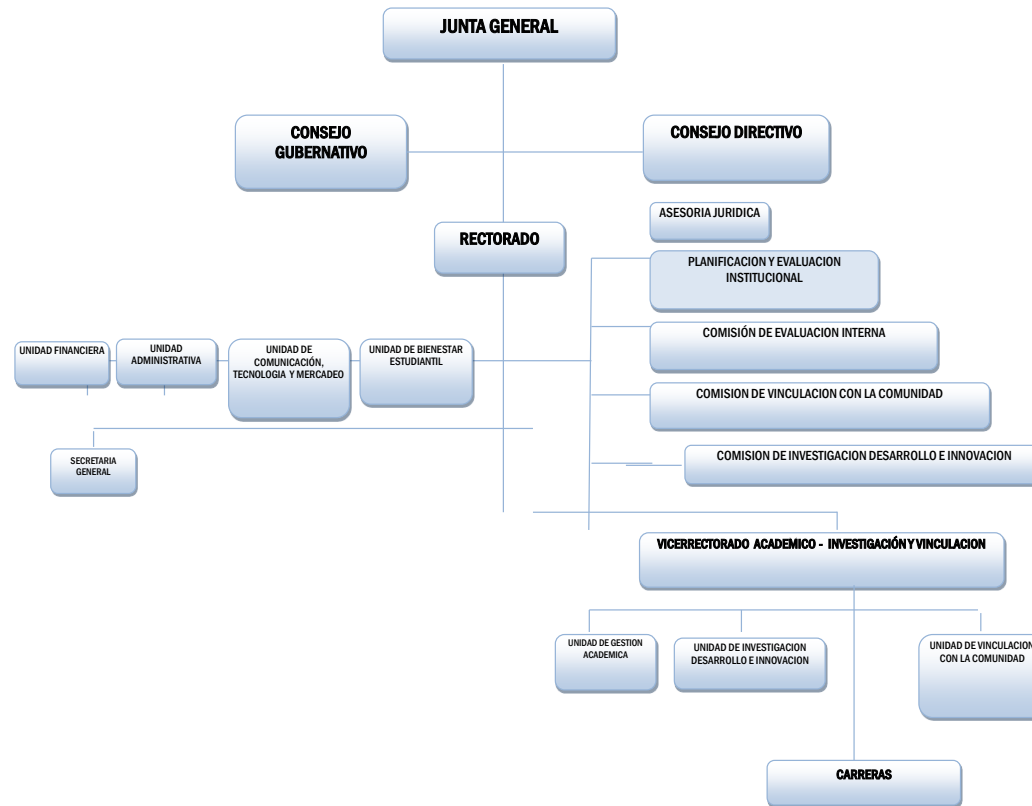 JUNTA GENERAL
CONSEJO
GUBERNATIVO
CONSEJO DIRECTIVO
ASESORIA JURIDICA
RECTORADO
PLANIFICACION Y EVALUACION
INSTITUCIONAL
COMISIÓN DE EVALUACION INTERNA
UNIDAD FINANCIERA
UNIDAD
ADMINISTRATIVA
UNIDAD DE
COMUNICACIÓN,
TECNOLOGIA Y MERCADEO
UNIDAD DE BIENESTAR
ESTUDIANTIL
COMISION DE VINCULACION CON LA COMUNIDAD
SECRETARIA
GENERAL
COMISION DE INVESTIGACION DESARROLLO E INNOVACION
VICERRECTORADO ACADEMICO - INVESTIGACIÓN Y VINCULACION
UNIDAD DE GESTION
ACADEMICA
UNIDAD DE INVESTIGACION
DESARROLLO E INNOVACION
UNIDAD DE VINCULACION
CON LA COMUNIDAD
CARRERAS